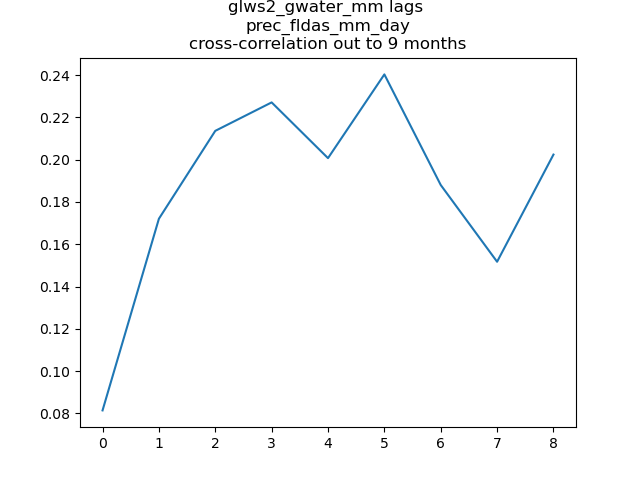 glws2_gwater_mm lags
prec_fldas_mm_day
cross-correlation out to 9 months
0.24
0.22
0.20
0.18
0.16
0.14
0.12
0.10
0.08
0 1 2 3 4 5 6 7 8